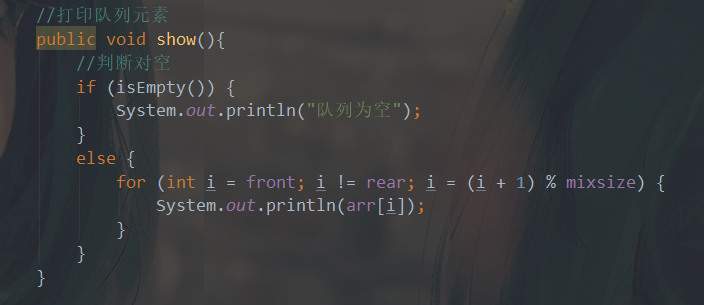 //打印队列元素
public void show(){
    //判断对空
    if (isEmpty()) {
        System.out.println("队列为空");
    }
    else {
        for (int i = front; i != rear; i = (i + 1) % mixsize) {
            System.out.println(arr[i]);
        }
    }
}